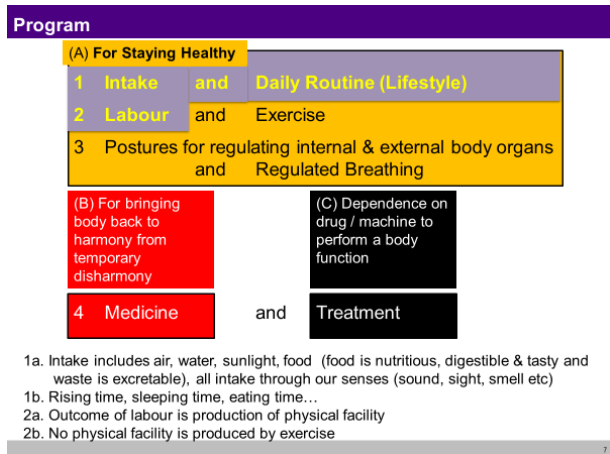 Program
(A) For Staying Healthy
1 Intake and Daily Routine (Lifestyle)
2 Labour and Exercise
3 Postures for regulating internal & external body organs
and Regulated Breathing
(B) For bringing
body back to
harmony from
temporary
disharmony
(C) Dependence on
drug / machine to
perform a body
function
4 Medicine and Treatment
1a. Intake includes air, water, sunlight, food (food is nutritious, digestible & tasty and
waste is excretable), all intake through our senses (sound, sight, smell etc)
1b. Rising time, sleeping time, eating time…
2a. Outcome of labour is production of physical facility
2b. No physical facility is produced by exercise
7